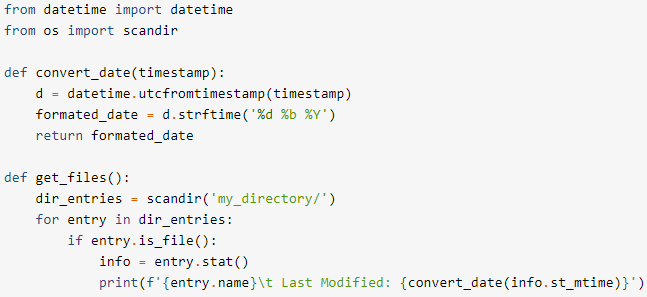 from datetime import datetime
from os import scandir

def convert_date(timestamp):
    d = datetime.utcfromtimestamp(timestamp)
    formated_date = d.strftime('%d %b %Y')
    return formated_date

def get_files():
    dir_entries = scandir('my_directory/')
    for entry in dir_entries:
        if entry.is_file():
            info = entry.stat()
            print(f'{entry.name}\t Last Modified: {convert_date(info.st_mtime)}')